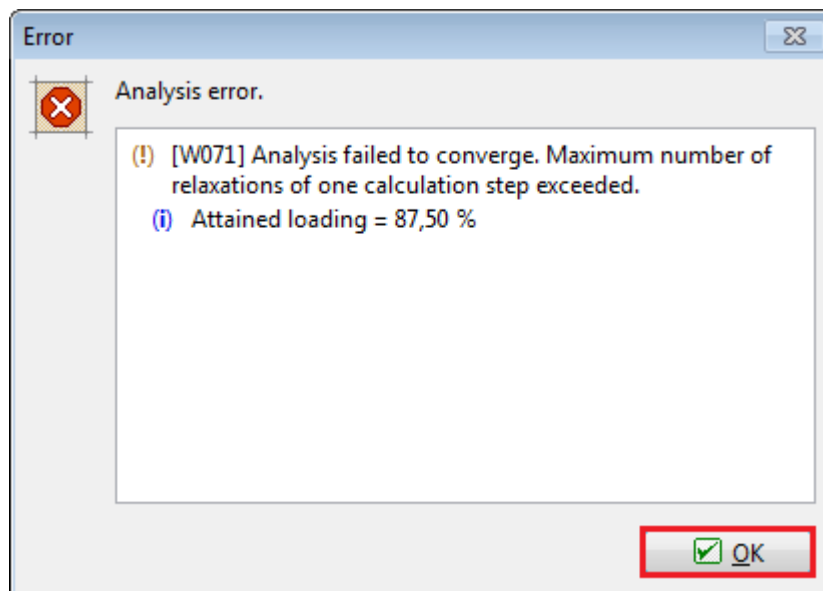 Error
Analysis error.
(!) [W071] Analysis failed to converge. Maximum number of
relaxations of one calculation step exceeded.
(i) Attained loading = 87,50 %
OK